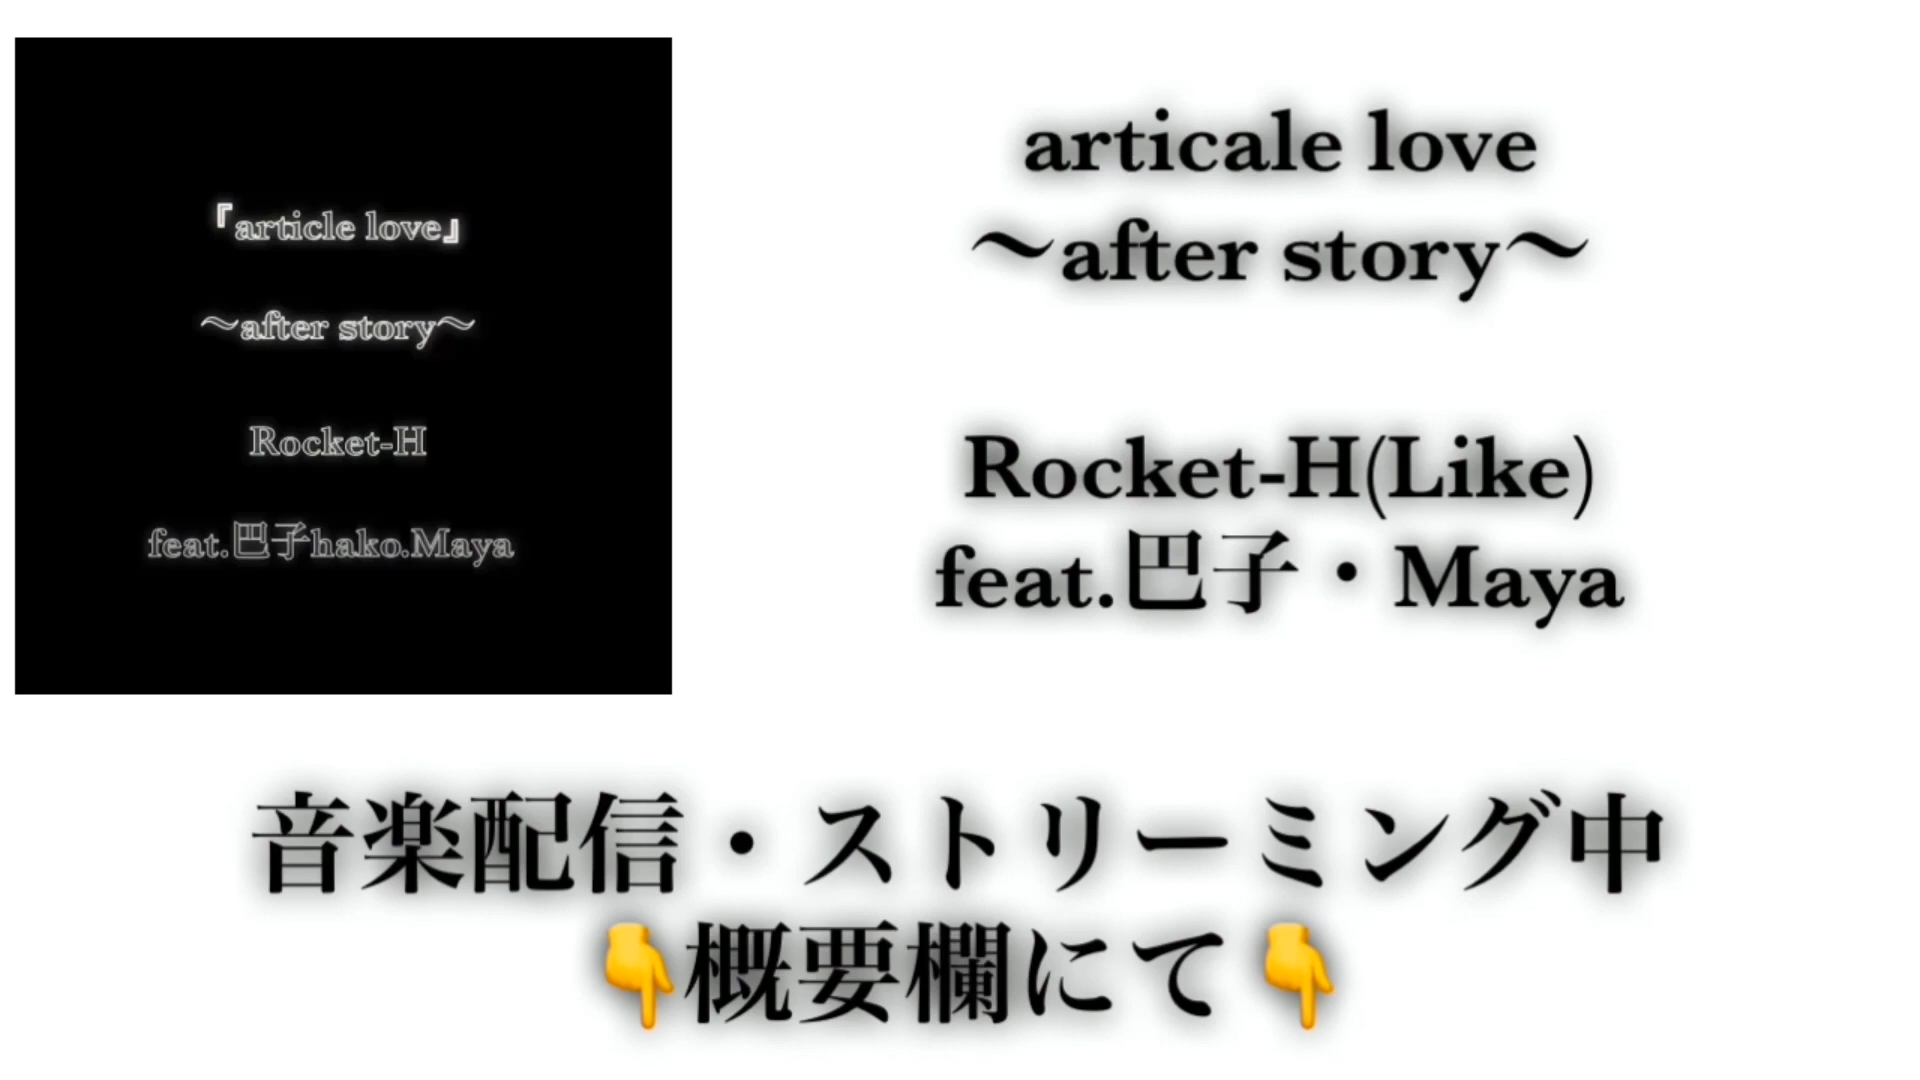 『article love』
〜after story〜
Rocket-H
feat.巴子hako.Maya
articale love
〜after story〜
Rocket-H(Like)
feat.巴子・Maya
音楽配信・ストリーミング中
👇概要欄にて👇